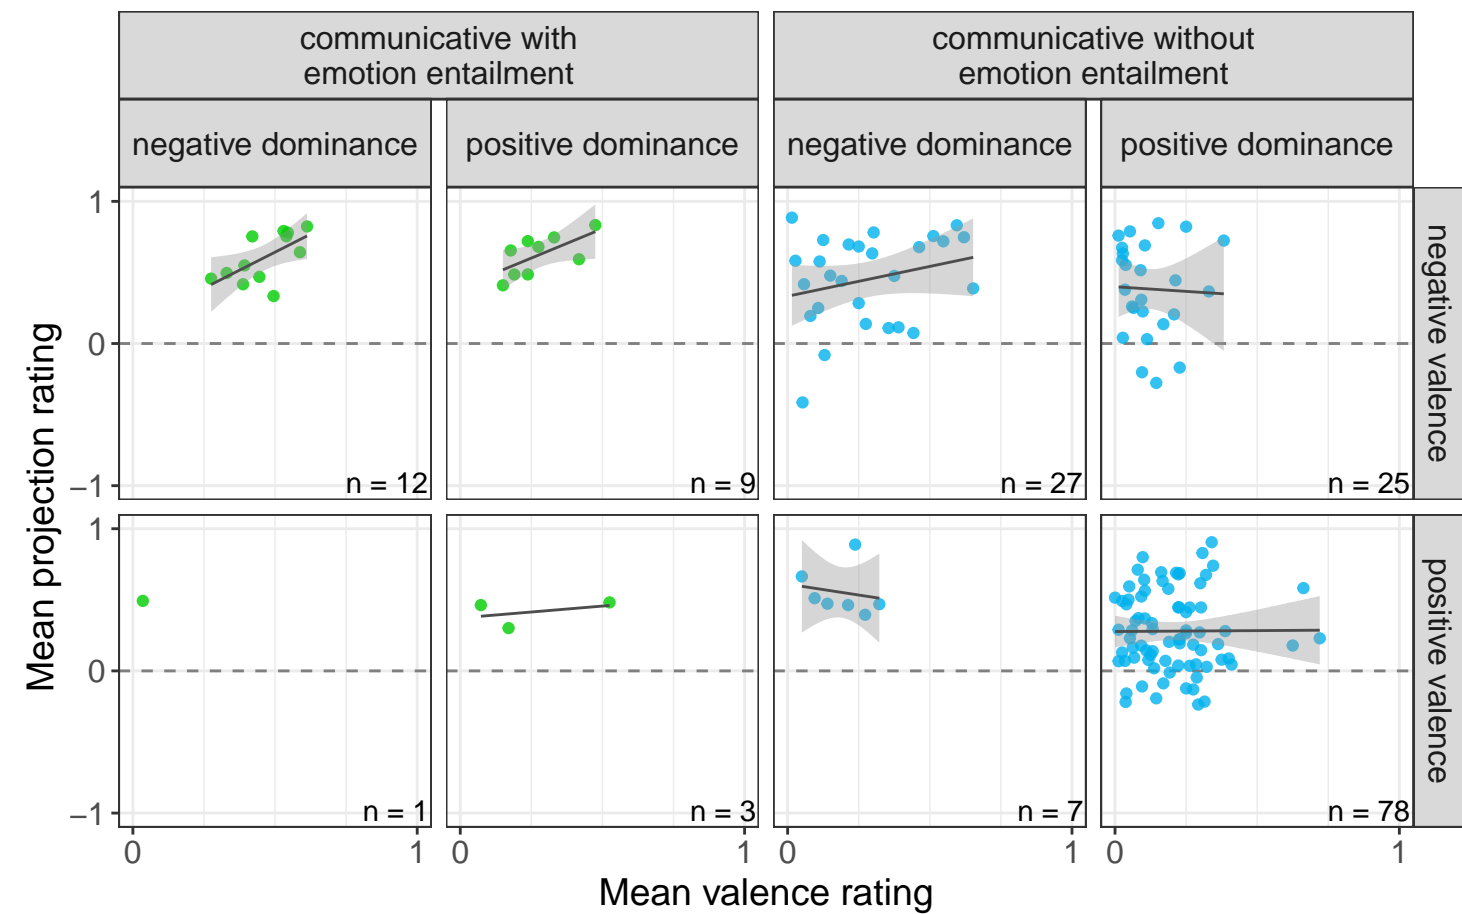 communicative with
emotion entailment
communicative without
emotion entailment
negative dominance
positive dominance
negative dominance
positive dominance
Mean projection rating
1
0
−1
n = 12
n = 9
n = 27
n = 25
negative valence
1
0
−1
n = 1
n = 3
n = 7
n = 78
positive valence
0
1
0
1
0
1
0
1
Mean valence rating